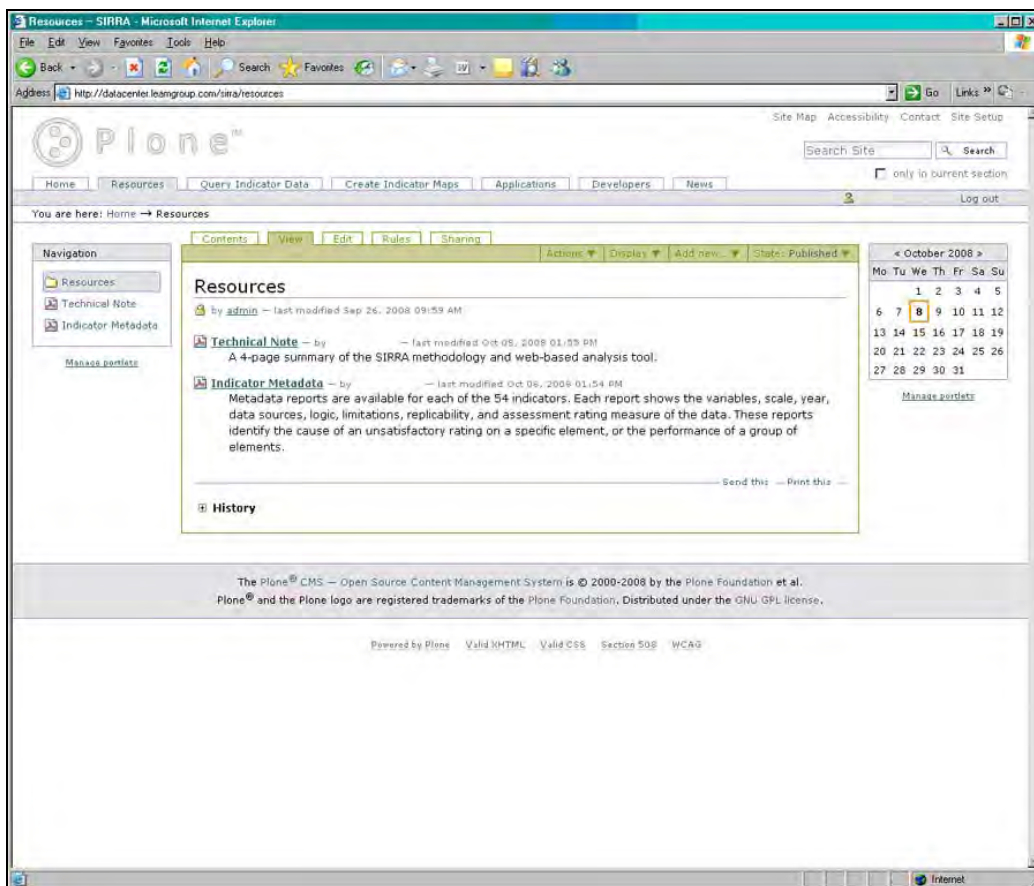 Resources - SIRRA - Microsoft Internet Explorer
File Edit View Favorites Tools Help
Back Search Favorites
Address http://datacenter.leamgroup.com/sirra/resources Go Links »
Site Map Accessibility Contact Site Setup
Plone™
Search Site Search
only in current section
Home Resources Query Indicator Data Create Indicator Maps Applications Developers News
Log out
You are here: Home → Resources
Contents View Edit Rules Sharing
Actions Display Add new... State: Published
Navigation
Resources
Technical Note
Indicator Metadata
Manage portlets
Resources
by admin — last modified Sep 26, 2008 09:59 AM
Technical Note — by — last modified Oct 2008 PM
A 4-page summary of the SIRRA methodology and web-based analysis tool.
Indicator Metadata — by — last modified Oct 2008 01:54 PM
Metadata reports are available for each of the 54 indicators. Each report shows the variables, scale, year,
data sources, logic, limitations, replicability, and assessment rating measure of the data. These reports
identify the cause of an unsatisfactory rating on a specific element, or the performance of a group of
elements.
Send this — Print this —
History
« October 2008 »
Mo Tu We Th Fr Sa Su
1 2 3 4 5
6 7 8 9 10 11 12
13 14 15 16 17 18 19
20 21 22 23 24 25 26
27 28 29 30 31
Manage portlets
The Plone® CMS — Open Source Content Management System is © 2000-2008 by the Plone Foundation et al.
Plone® and the Plone logo are registered trademarks of the Plone Foundation. Distributed under the GNU GPL license.
Powered by Plone Valid XHTML Valid CSS Section 508 WCAG
Internet